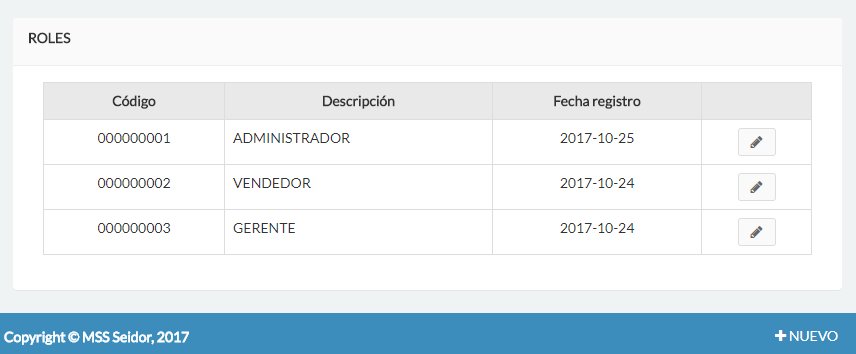 ROLES
Código Descripción Fecha registro
000000001 ADMINISTRADOR 2017-10-25
000000002 VENDEDOR 2017-10-24
000000003 GERENTE 2017-10-24
Copyright © MSS Seidor, 2017 NUEVO